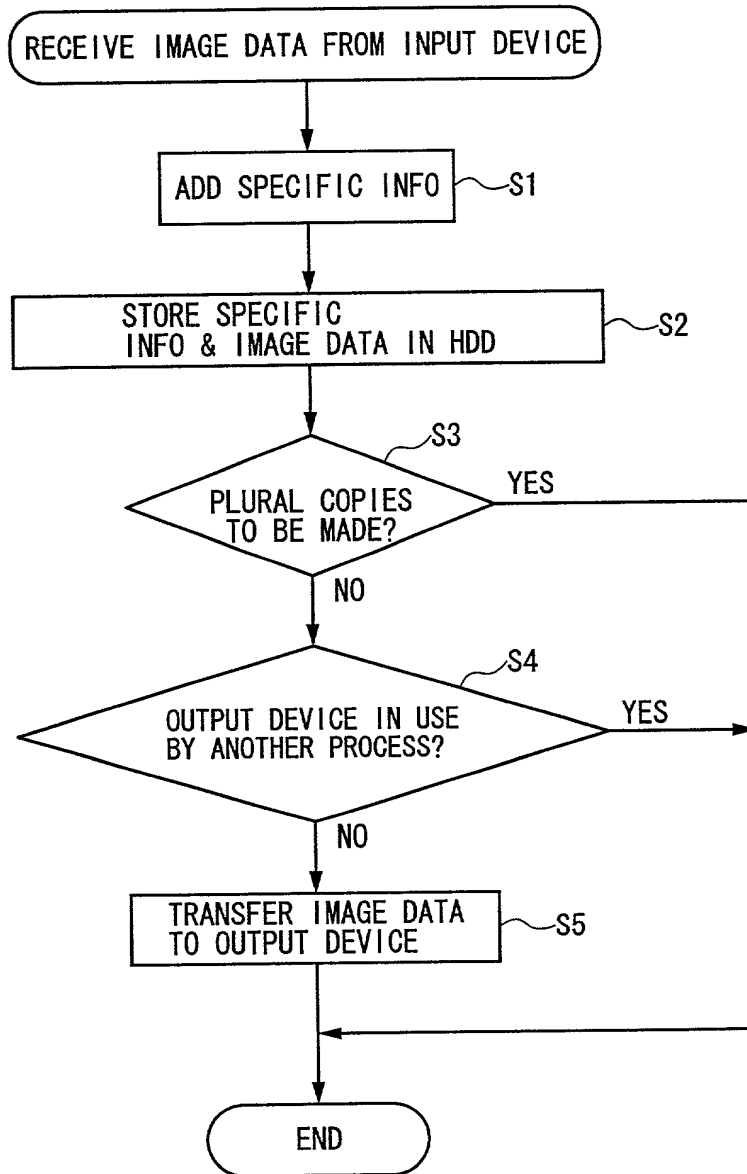 RECEIVE IMAGE DATA FROM INPUT DEVICE
ADD SPECIFIC INFO
S1
STORE SPECIFIC
INFO & IMAGE DATA IN HDD
S2
S3
PLURAL COPIES
TO BE MADE?
YES
NO
S4
OUTPUT DEVICE IN USE
BY ANOTHER PROCESS?
YES
NO
TRANSFER IMAGE DATA
TO OUTPUT DEVICE
S5
END